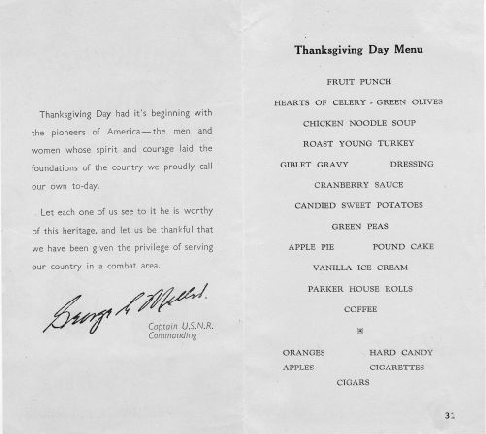 Thanksgiving Day had it's beginning with
the pioneers of America—the men and
women whose spirit and courage laid the
foundations of the country we proudly call
our own to-day.
Let each one of us see to it he is worthy
of this heritage, and let us be thankful that
we have been given the privilege of serving
our country in a combat area.
George
Captain U.S.N.R.
Commanding
Thanksgiving Day Menu
FRUIT PUNCH
HEARTS OF CELERY - GREEN OLIVES
CHICKEN NOODLE SOUP
ROAST YOUNG TURKEY
GIBLET GRAVY DRESSING
CRANBERRY SAUCE
CANDIED SWEET POTATOES
GREEN PEAS
APPLE PIE POUND CAKE
VANILLA ICE CREAM
PARKER HOUSE ROLLS
COFFEE
ORANGES HARD CANDY
APPLES CIGARETTES
CIGARS